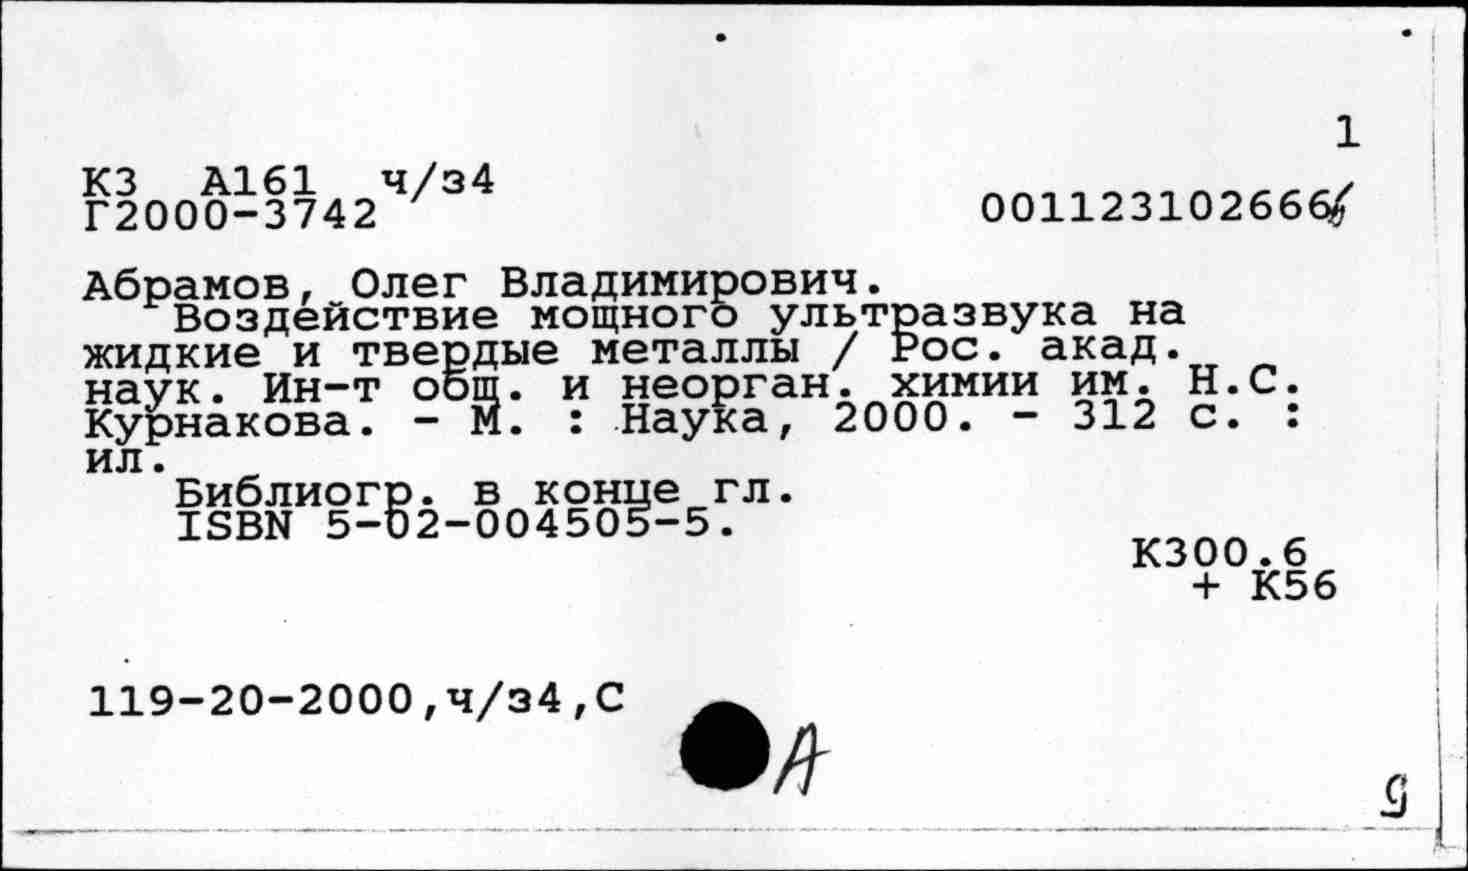 1
К3 А161 ч/з4
Г2000-3742
001123102666
Абрамов, Олег Владимирович.
Воздействие мощного ультразвука на
жидкие и твердые металлы / Рос. акад.
наук. Ин-т общ. и неорган. химии им. Н.С.
Курнакова. - М. : Наука, 2000. - 312 с. :
ил.
Библиогр. в конце гл.
ISBN 5-02-004505-5.
К300.6
+ К56
119-20-2000,ч/з4,С
А